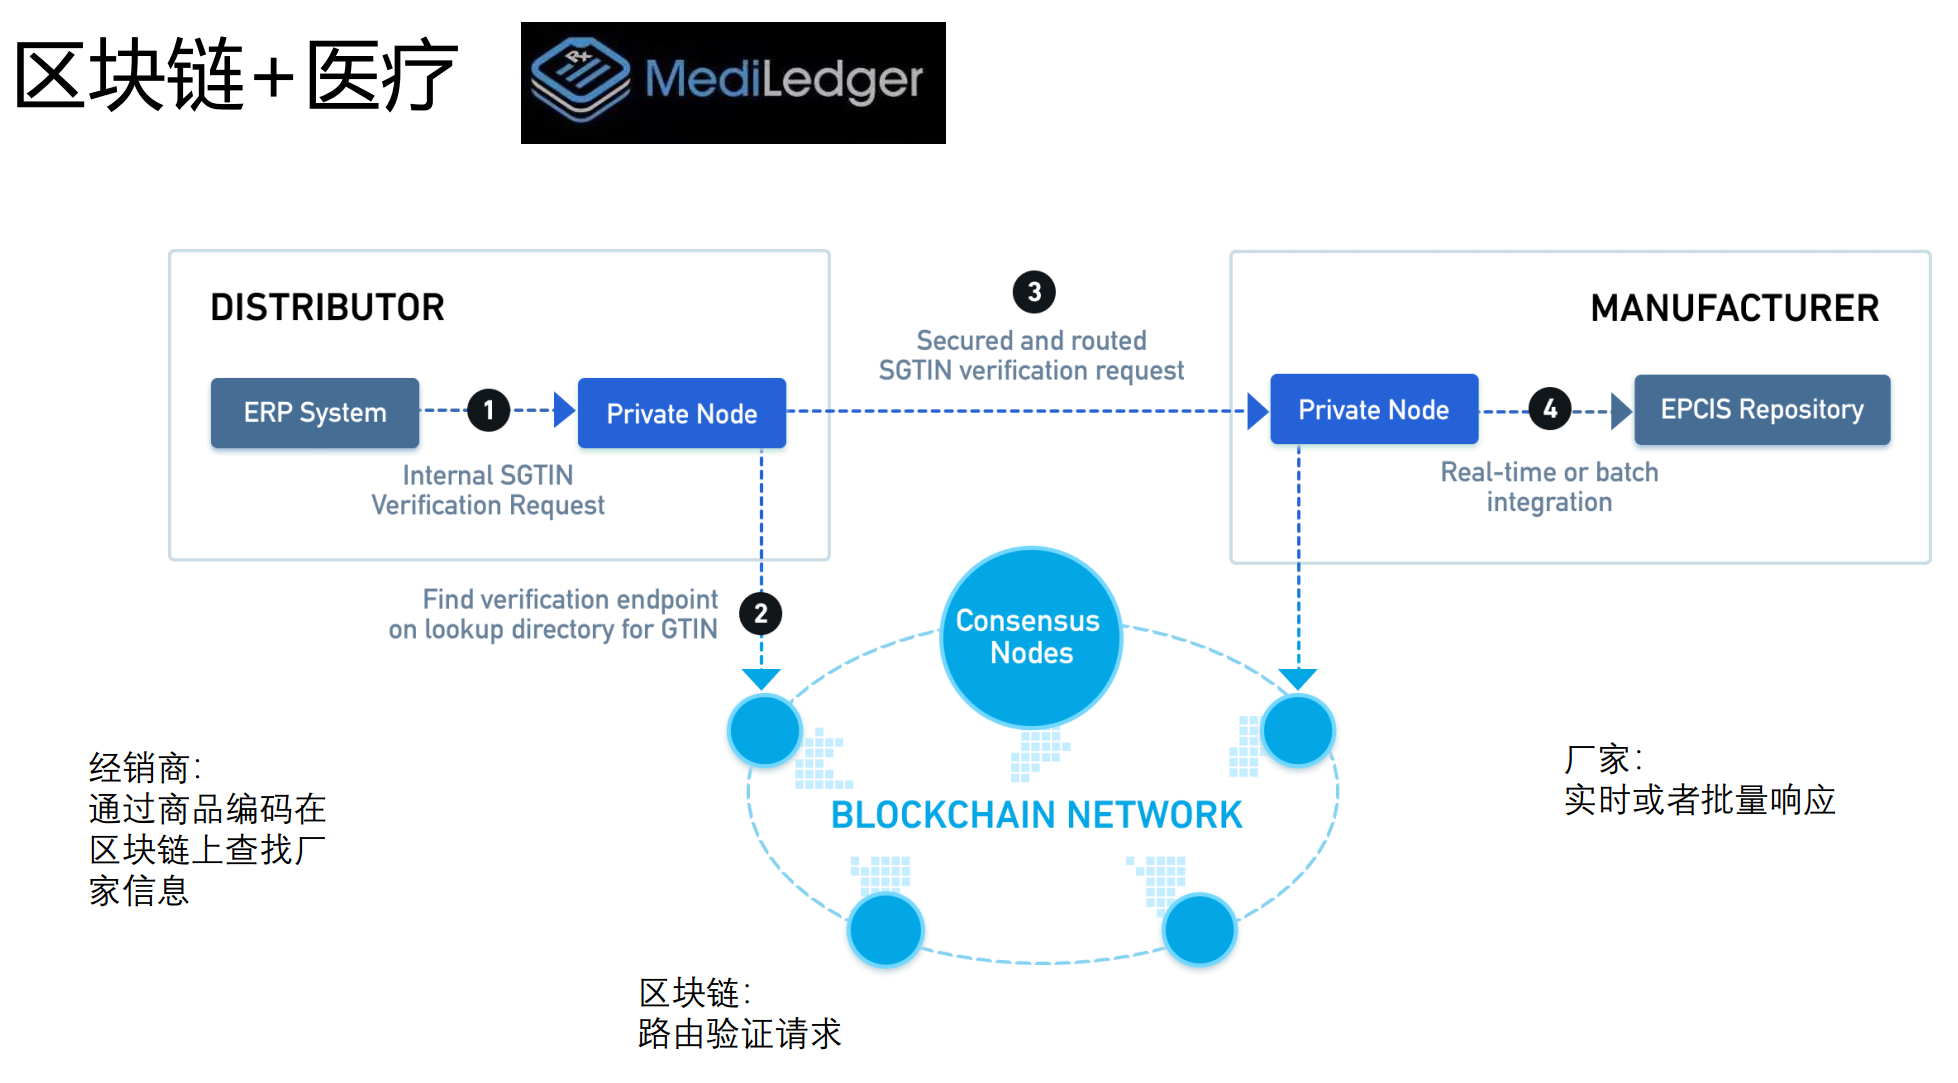 区块链+医疗
MediLedger
DISTRIBUTOR
MANUFACTURER
3
Secured and routed
SGTIN verification request
ERP System
1
Private Node
Private Node
4
EPCIS Repository
Internal SGTIN
Verification Request
Real-time or batch
integration
Find verification endpoint
on lookup directory for GTIN
2
Consensus
Nodes
BLOCKCHAIN NETWORK
经销商：
通过商品编码在
区块链上查找厂
家信息
厂家：
实时或者批量响应
区块链：
路由验证请求